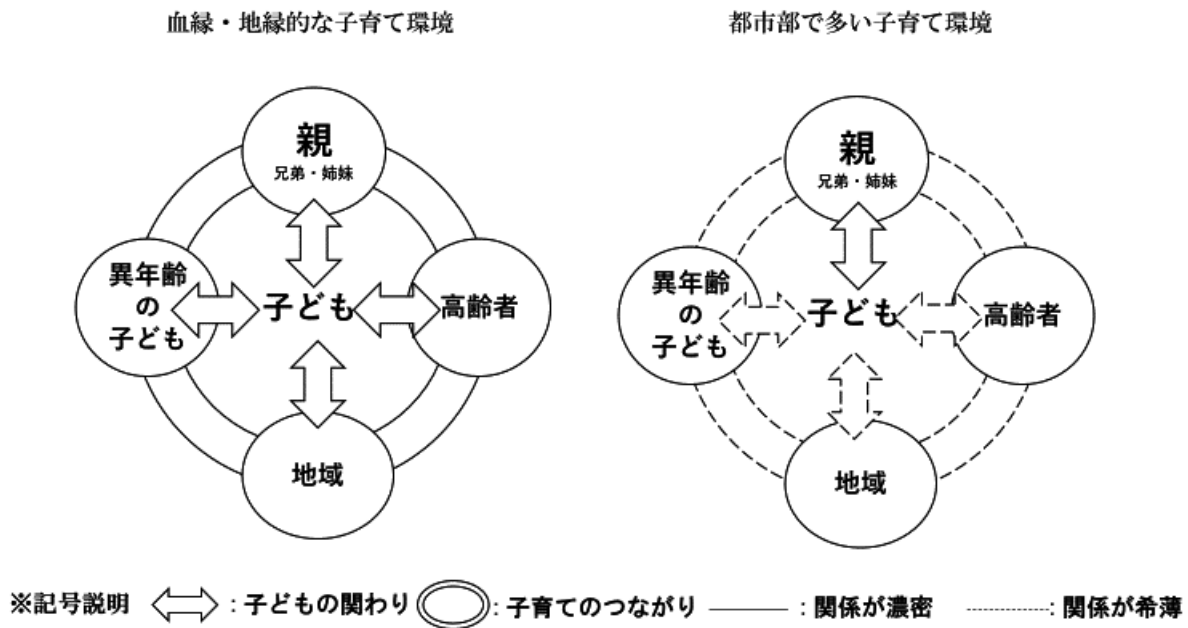 血縁・地縁的な子育て環境
親
兄弟・姉妹
異年齢
の
子ども
子ども
高齢者
地域
都市部で多い子育て環境
親
兄弟・姉妹
異年齢
の
子ども
子ども
高齢者
地域
※記号説明 : 子どもの関わり : 子育てのつながり : 関係が濃密 : 関係が希薄